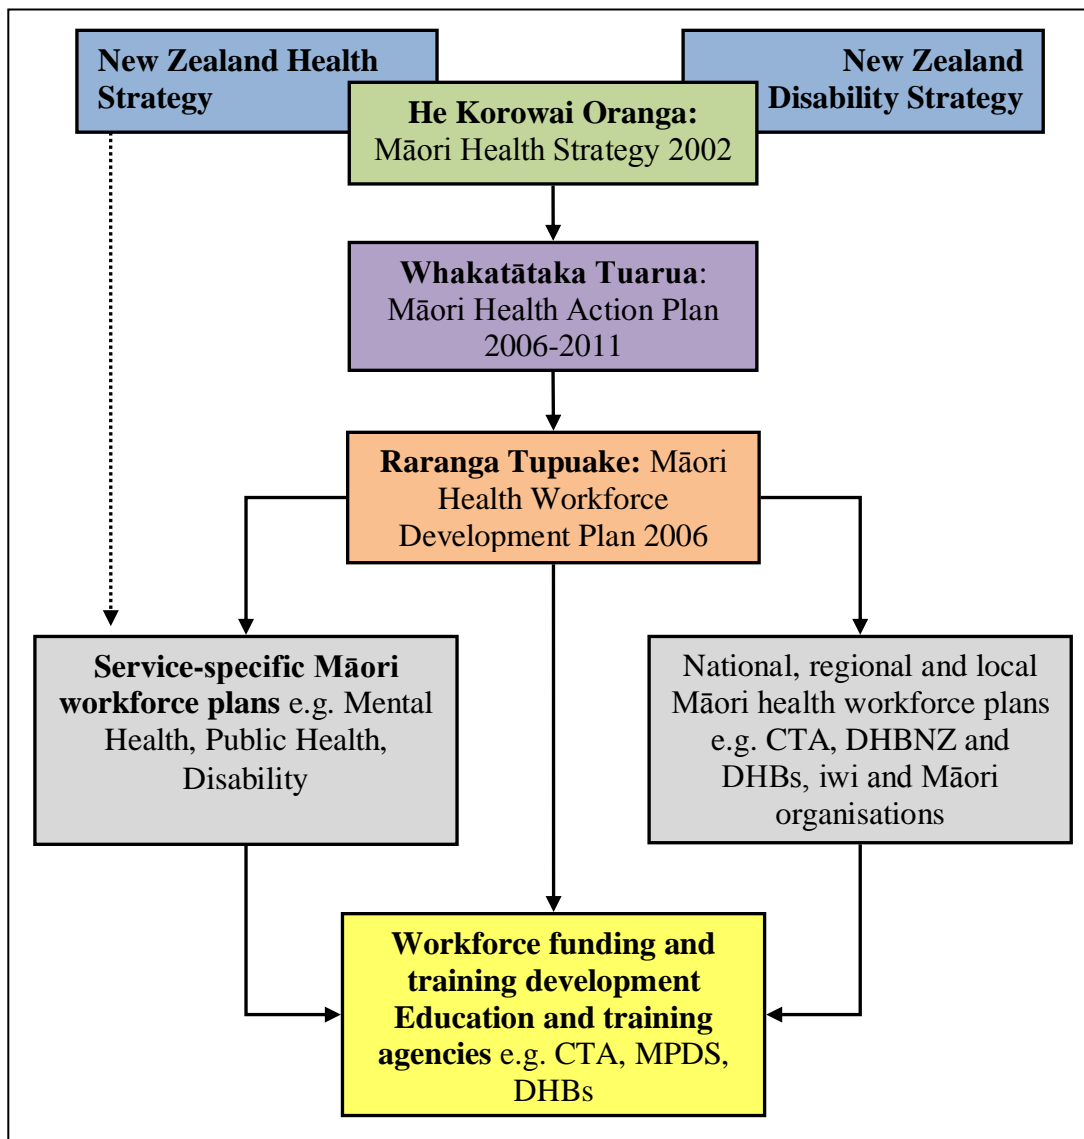 New Zealand Health
Strategy
New Zealand
Disability Strategy
He Korowai Oranga:
Māori Health Strategy 2002
Whakatātaka Tuarua:
Māori Health Action Plan
2006-2011
Raranga Tupuake: Māori
Health Workforce
Development Plan 2006
Service-specific Māori
workforce plans e.g. Mental
Health, Public Health,
Disability
National, regional and local
Māori health workforce plans
e.g. CTA, DHBNZ and
DHBs, iwi and Māori
organisations
Workforce funding and
training development
Education and training
agencies e.g. CTA, MPDS,
DHBs